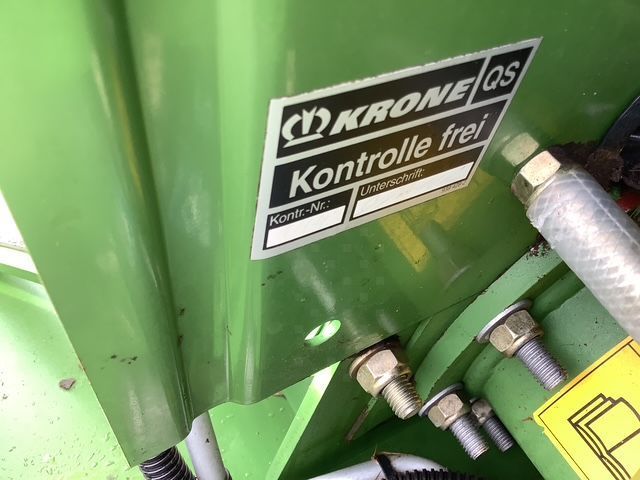 KRONE QS
Kontrolle frei
Kontr.-Nr.: Unterschrift: